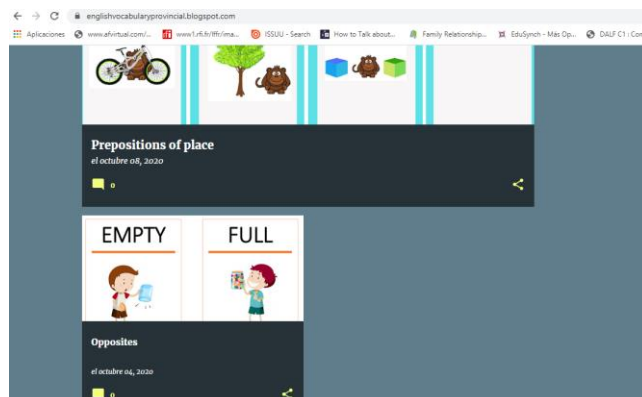 englishvocabularyprovincial.blogspot.com
Aplicaciones www.afvirtual.com/... www1.rfi.fr/lffr/ima... ISSUU - Search How to Talk about... Family Relationship... EduSynch - Más Op... DALF C1 : Con
Prepositions of place
el octubre 08, 2020
0
EMPTY FULL
Opposites
el octubre 04, 2020
0